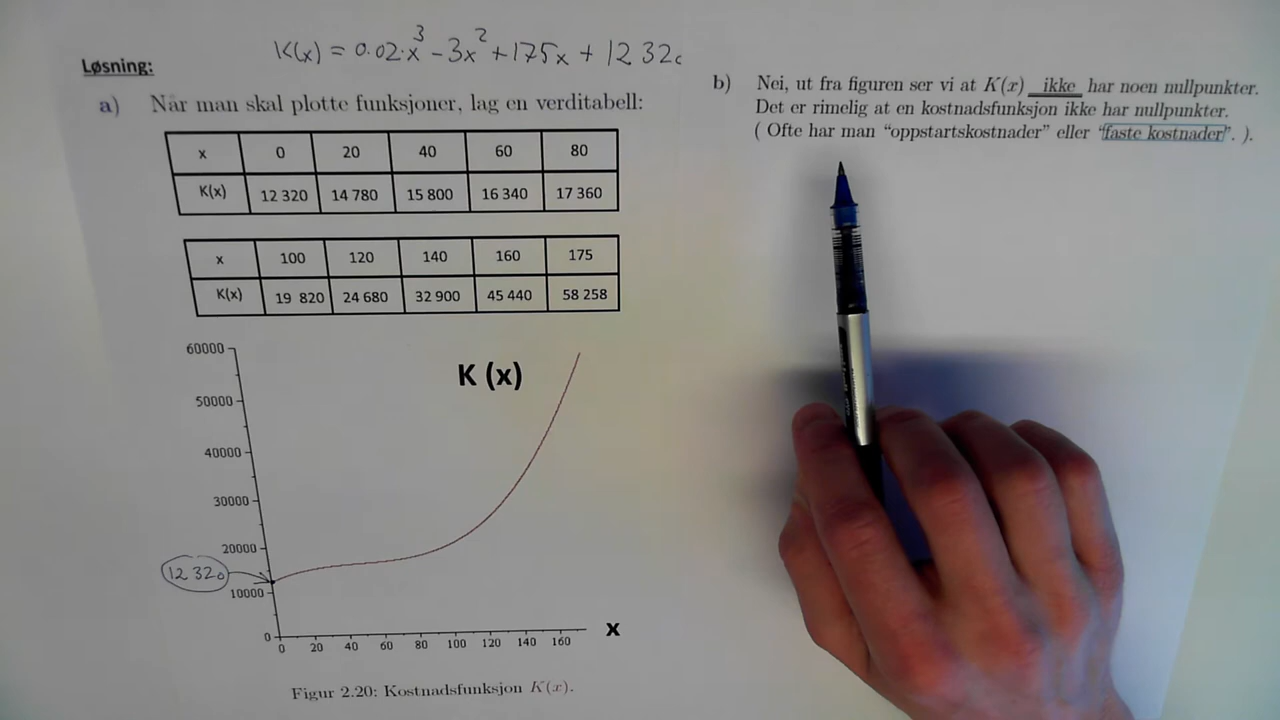 K(x) = 0.02·x³ - 3x² + 175x + 12 320
Løsning:
a) Når man skal plotte funksjoner, lag en verditabell:
x 0 20 40 60 80
K(x) 12 320 14 780 15 800 16 340 17 360
x 100 120 140 160 175
K(x) 19 820 24 680 32 900 45 440 58 258
K (x)
60000
50000
40000
30000
20000
12 320
10000
0
0 20 40 60 80 100 120 140 160
x
Figur 2.20: Kostnadsfunksjon K(x).
b) Nei, ut fra figuren ser vi at K(x) ikke har noen nullpunkter.
Det er rimelig at en kostnadsfunksjon ikke har nullpunkter.
( Ofte har man “oppstartskostnader” eller “faste kostnader”. ).